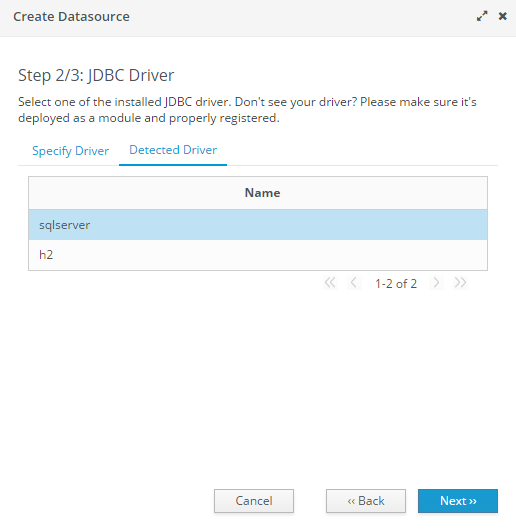 Create Datasource
Step 2/3: JDBC Driver
Select one of the installed JDBC driver. Don't see your driver? Please make sure it's
deployed as a module and properly registered.
Specify Driver Detected Driver
Name
sqlserver
h2
1-2 of 2
Cancel ‹‹ Back Next ››